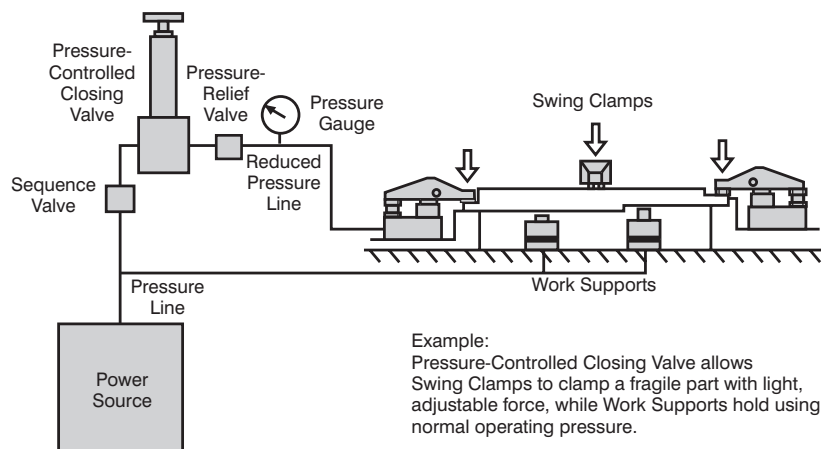 Pressure-
Controlled
Closing
Valve
Pressure-
Relief
Valve
Pressure
Gauge
Swing Clamps
Reduced
Pressure
Line
Sequence
Valve
Pressure
Line
Work Supports
Power
Source
Example:
Pressure-Controlled Closing Valve allows
Swing Clamps to clamp a fragile part with light,
adjustable force, while Work Supports hold using
normal operating pressure.